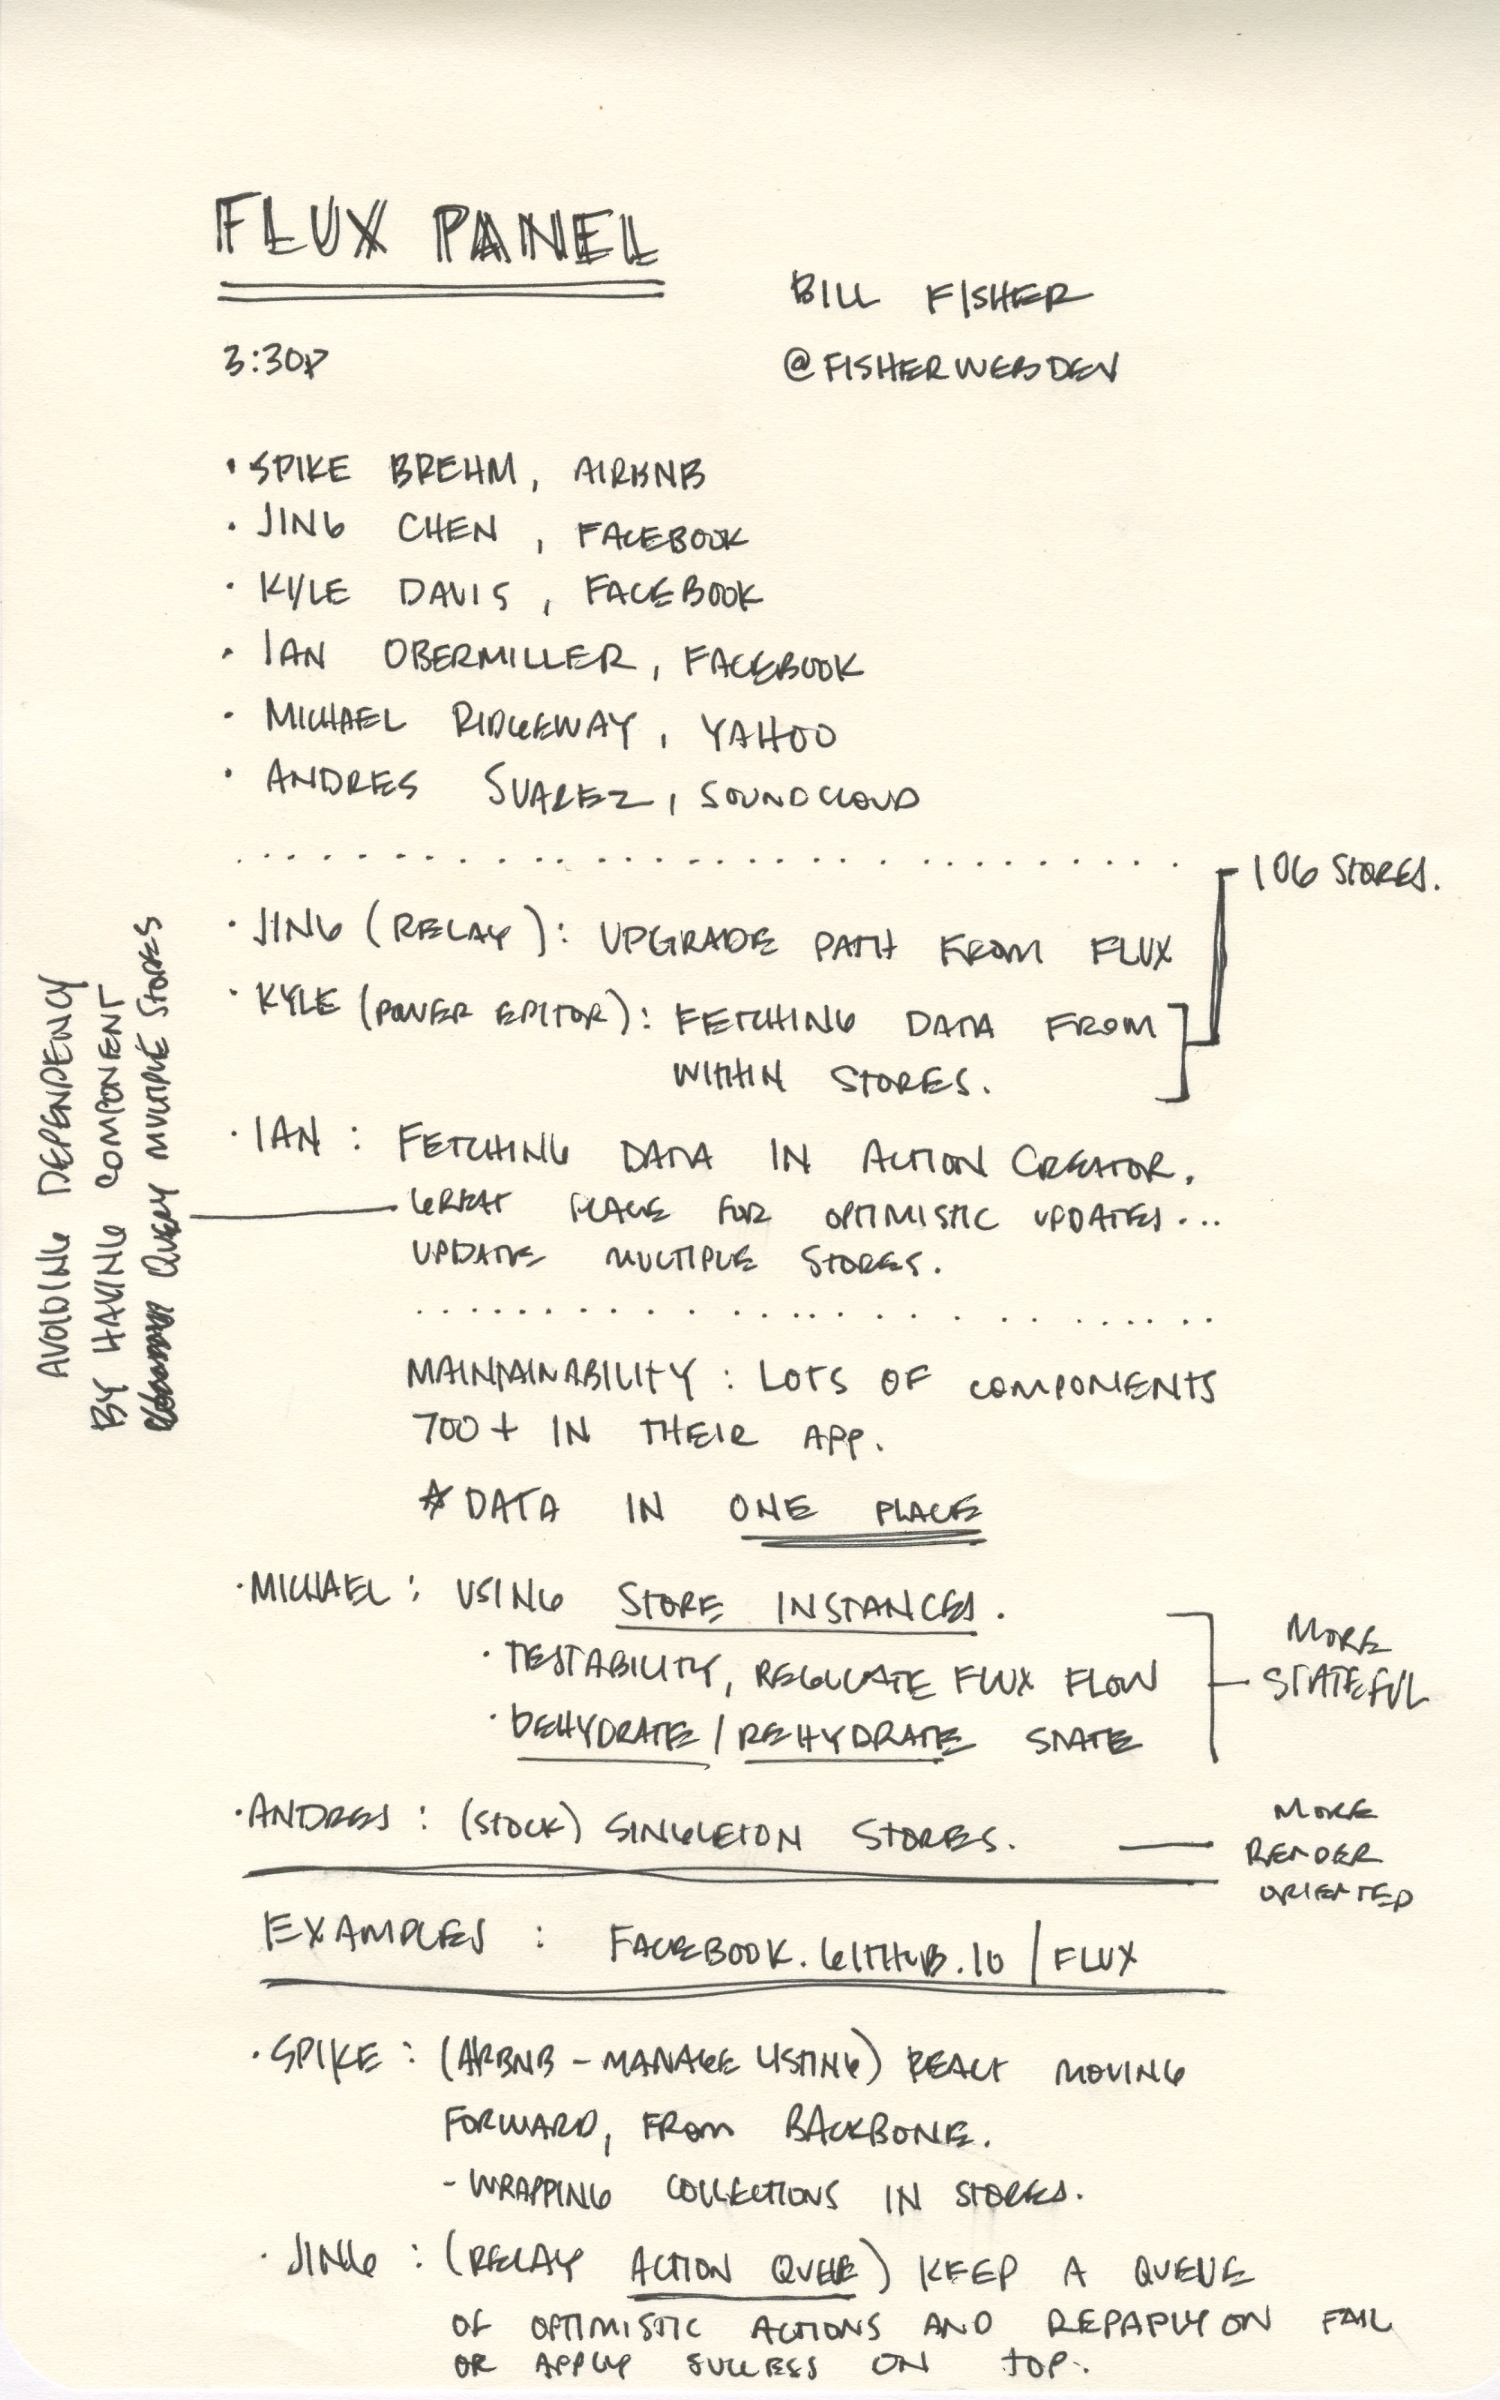 FLUX PANEL
BILL FISHER
3:30P
@FISHERWEBDEV
• SPIKE BREHM, AIRBNB
• JING CHEN, FACEBOOK
• KYLE DAVIS, FACEBOOK
• IAN OBERMILLER, FACEBOOK
• MICHAEL RIDGEWAY, YAHOO
• ANDRES SUAREZ, SOUNDCLOUD
106 STORES.
• JING (RELAY): UPGRADE PATH FROM FLUX
• KYLE (POWER EDITOR): FETCHING DATA FROM
WITHIN STORES.
• IAN: FETCHING DATA IN ACTION CREATOR.
GREAT PLACE FOR OPTIMISTIC UPDATES...
UPDATE MULTIPLE STORES.
AVOIDING DEPENDENCY
BY HAVING COMPONENT
QUERY MULTIPLE STORES
MAINTAINABILITY: LOTS OF COMPONENTS
700+ IN THEIR APP.
* DATA IN ONE PLACE
• MICHAEL: USING STORE INSTANCES.
• TESTABILITY, REGULATE FLUX FLOW
• DEHYDRATE/REHYDRATE STATE
MORE
STATEFUL
• ANDRES: (STOCK) SINGLETON STORES.
MORE
RENDER
ORIENTED
EXAMPLES: FACEBOOK.GITHUB.IO/FLUX
• SPIKE: (AIRBNB - MANAGE LISTING) REACT MOVING
FORWARD, FROM BACKBONE.
- WRAPPING COLLECTIONS IN STORES.
• JING: (RELAY ACTION QUEUE) KEEP A QUEUE
OF OPTIMISTIC ACTIONS AND REPAPLY ON FAIL
OR APPLY SUCCESS ON TOP.